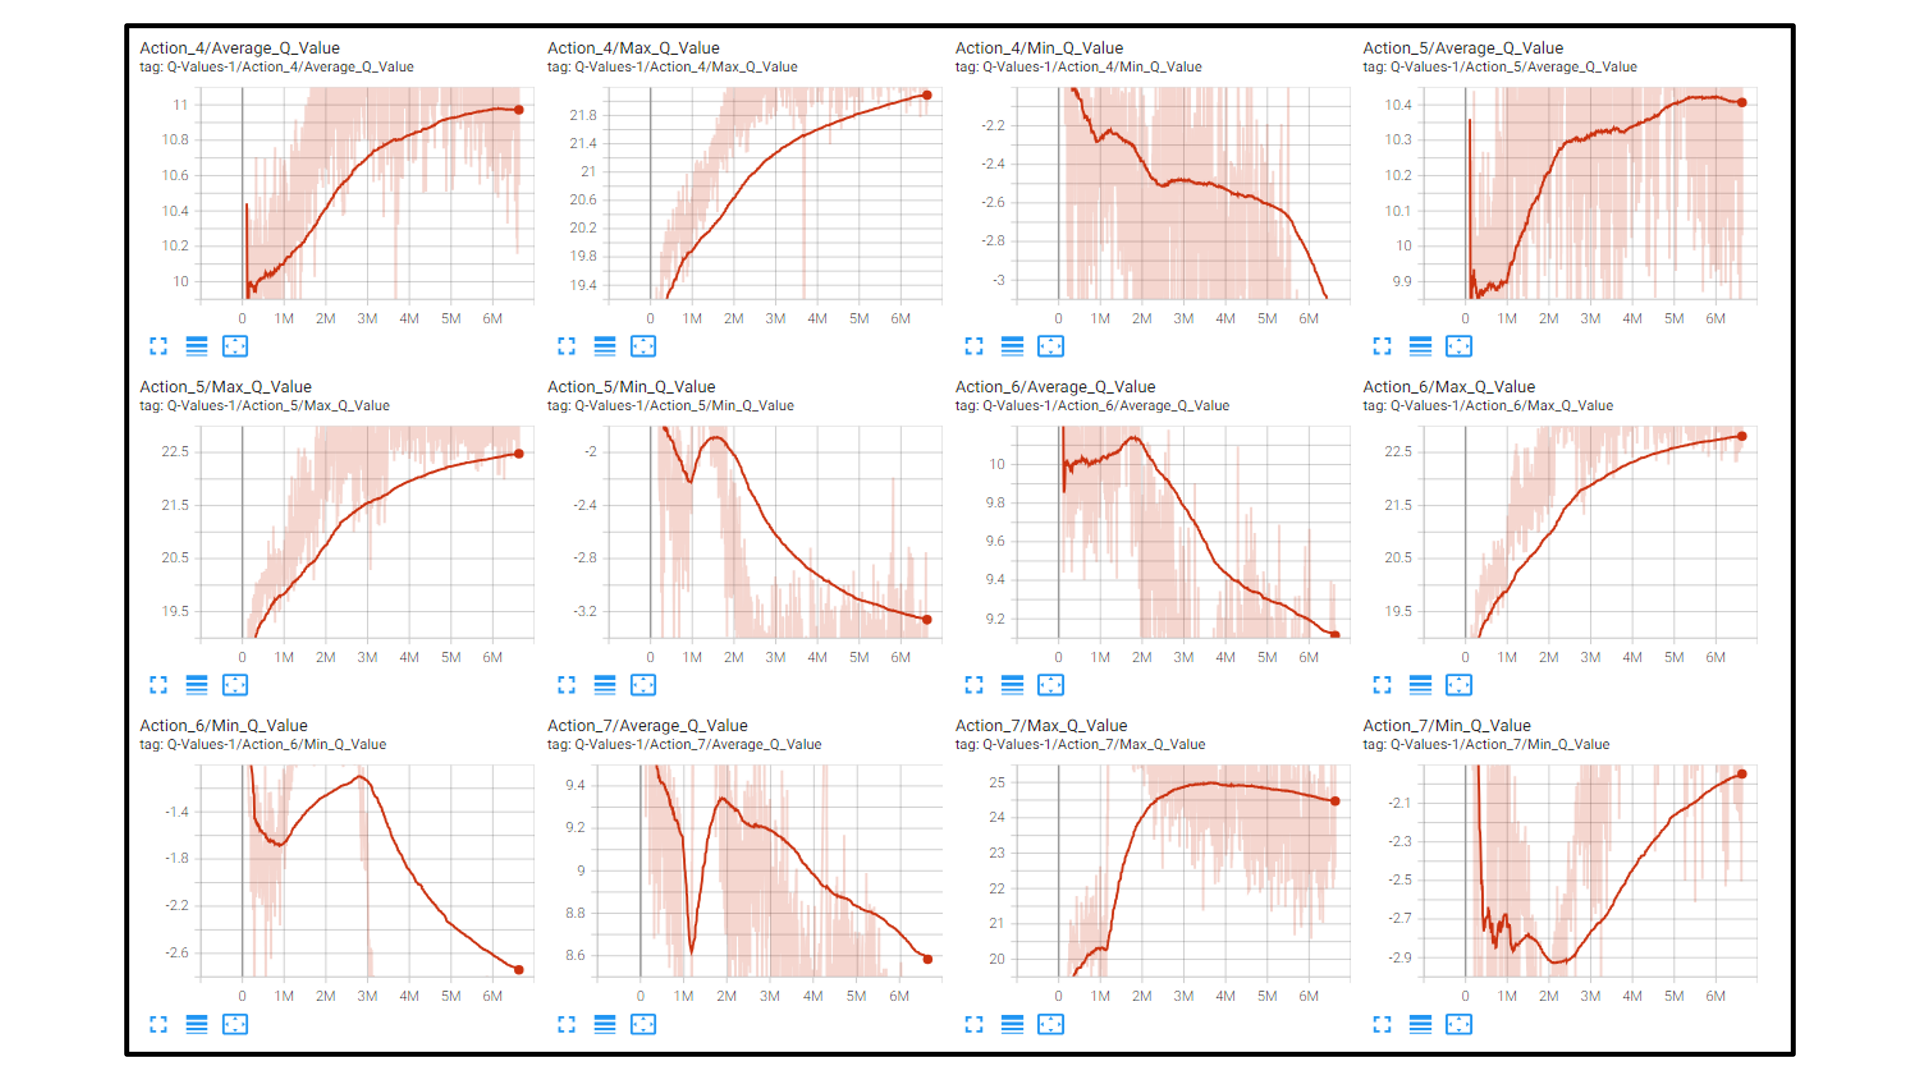 Action_4/Average_Q_Value
tag: Q-Values-1/Action_4/Average_Q_Value
11
10.8
10.6
10.4
10.2
10
0 1M 2M 3M 4M 5M 6M
Action_4/Max_Q_Value
tag: Q-Values-1/Action_4/Max_Q_Value
21.8
21.4
21
20.6
20.2
19.8
19.4
0 1M 2M 3M 4M 5M 6M
Action_4/Min_Q_Value
tag: Q-Values-1/Action_4/Min_Q_Value
-2.2
-2.4
-2.6
-2.8
-3
0 1M 2M 3M 4M 5M 6M
Action_5/Average_Q_Value
tag: Q-Values-1/Action_5/Average_Q_Value
10.4
10.3
10.2
10.1
10
9.9
0 1M 2M 3M 4M 5M 6M
Action_5/Max_Q_Value
tag: Q-Values-1/Action_5/Max_Q_Value
22.5
21.5
20.5
19.5
0 1M 2M 3M 4M 5M 6M
Action_5/Min_Q_Value
tag: Q-Values-1/Action_5/Min_Q_Value
-2
-2.4
-2.8
-3.2
0 1M 2M 3M 4M 5M 6M
Action_6/Average_Q_Value
tag: Q-Values-1/Action_6/Average_Q_Value
10
9.8
9.6
9.4
9.2
0 1M 2M 3M 4M 5M 6M
Action_6/Max_Q_Value
tag: Q-Values-1/Action_6/Max_Q_Value
22.5
21.5
20.5
19.5
0 1M 2M 3M 4M 5M 6M
Action_6/Min_Q_Value
tag: Q-Values-1/Action_6/Min_Q_Value
-1.4
-1.8
-2.2
-2.6
0 1M 2M 3M 4M 5M 6M
Action_7/Average_Q_Value
tag: Q-Values-1/Action_7/Average_Q_Value
9.4
9.2
9
8.8
8.6
0 1M 2M 3M 4M 5M 6M
Action_7/Max_Q_Value
tag: Q-Values-1/Action_7/Max_Q_Value
25
24
23
22
21
20
0 1M 2M 3M 4M 5M 6M
Action_7/Min_Q_Value
tag: Q-Values-1/Action_7/Min_Q_Value
-2.1
-2.3
-2.5
-2.7
-2.9
0 1M 2M 3M 4M 5M 6M